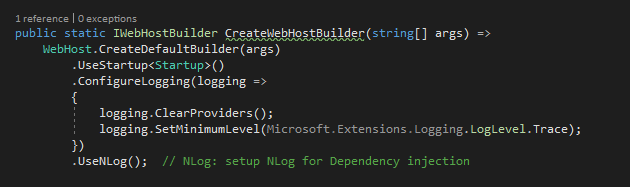 1 reference | 0 exceptions
public static IWebHostBuilder CreateWebHostBuilder(string[] args) =>
WebHost.CreateDefaultBuilder(args)
.UseStartup<Startup>()
.ConfigureLogging(logging =>
{
logging.ClearProviders();
logging.SetMinimumLevel(Microsoft.Extensions.Logging.LogLevel.Trace);
})
.UseNLog();  // NLog: setup NLog for Dependency injection